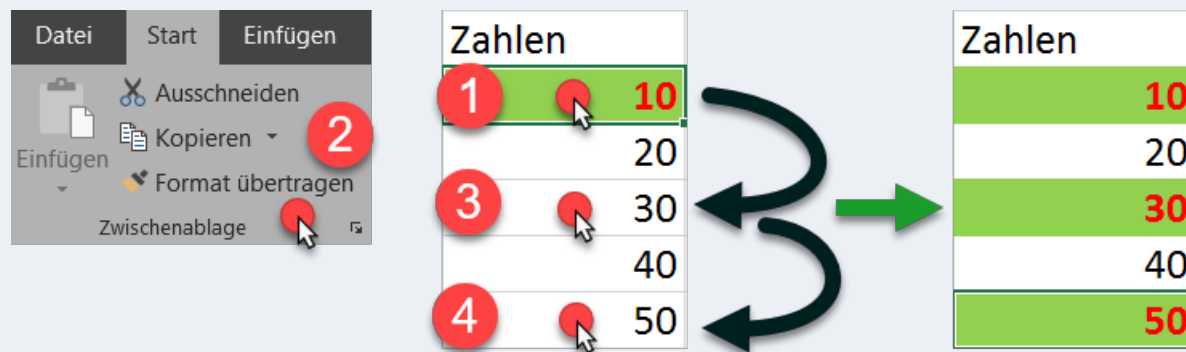 Datei Start Einfügen
Ausschneiden
Kopieren
Einfügen
Format übertragen
Zwischenablage
2
Zahlen
1 10
20
3 30
40
4 50
Zahlen
10
20
30
40
50